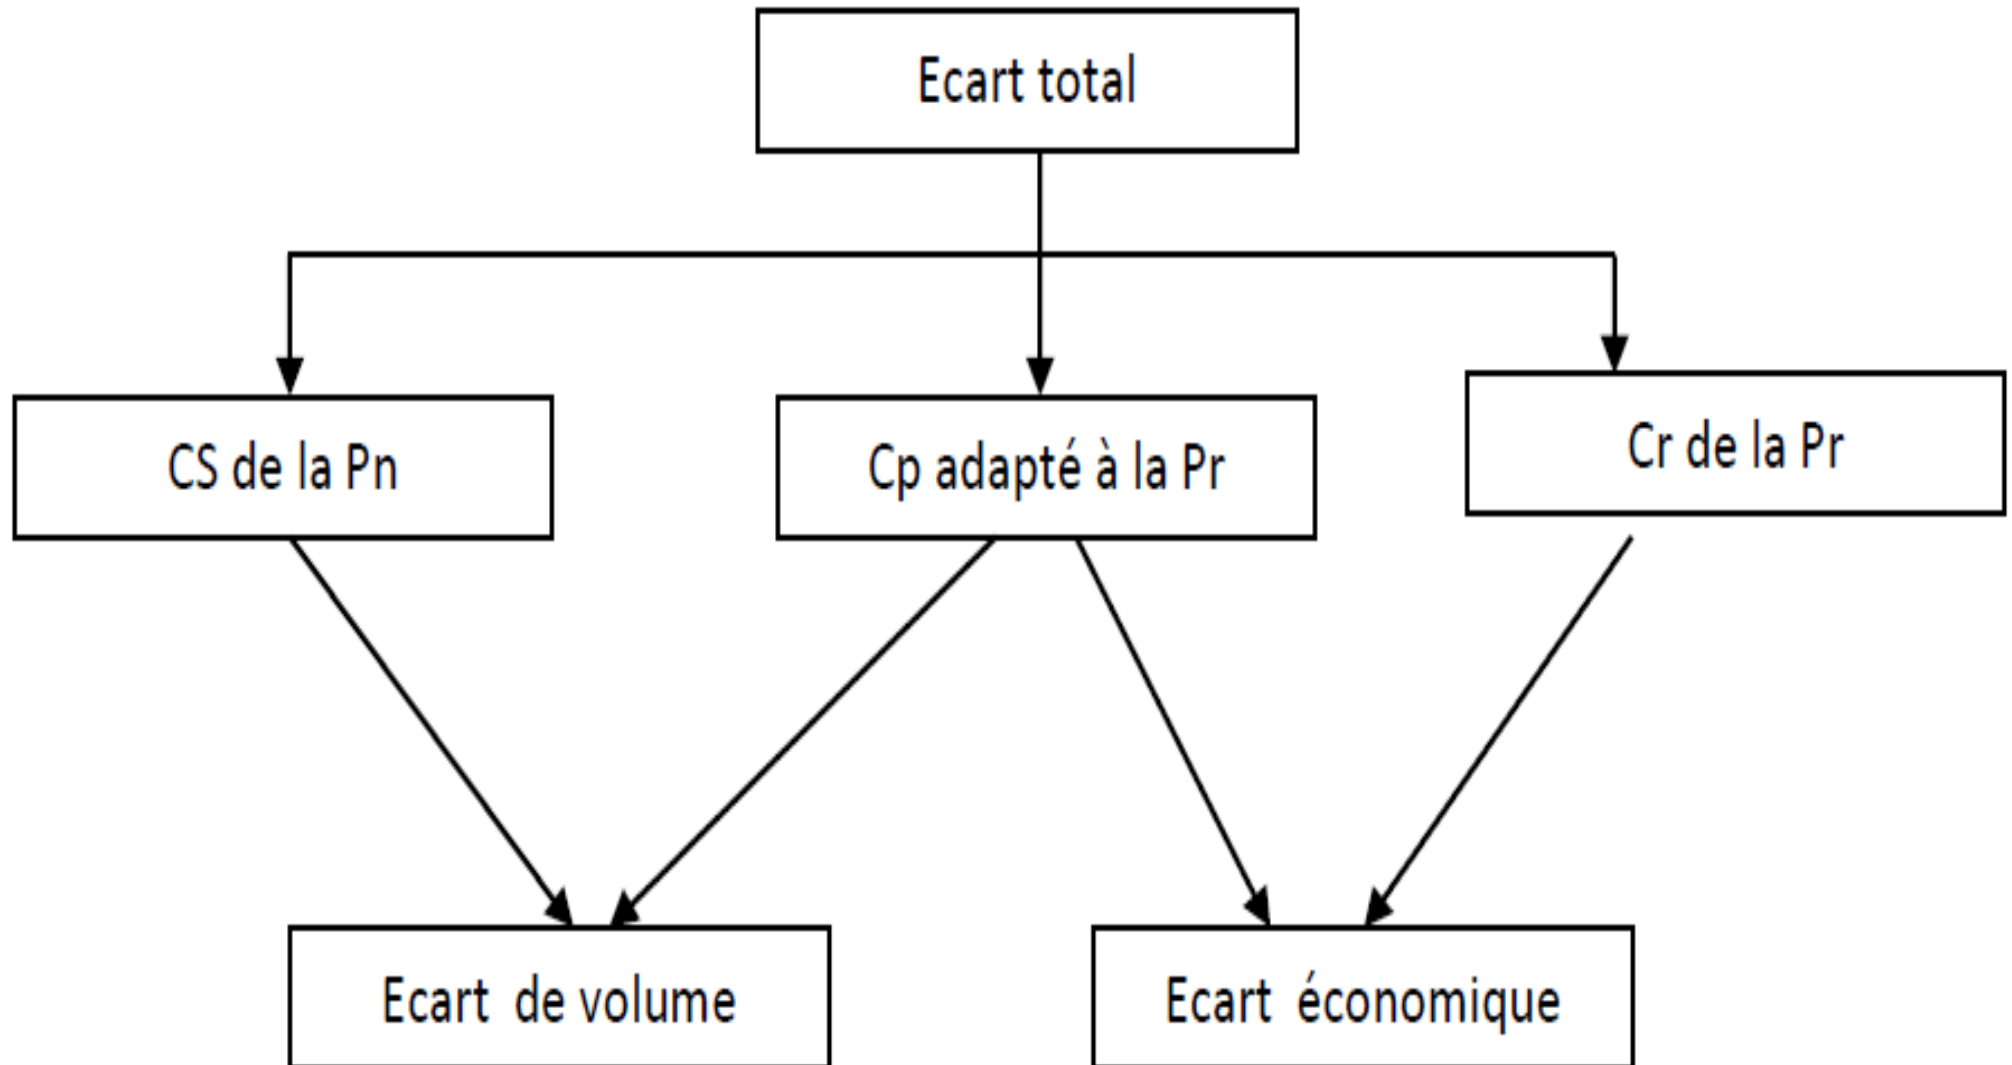 Ecart total
CS de la Pn
Cp adapté à la Pr
Cr de la Pr
Ecart de volume
Ecart économique